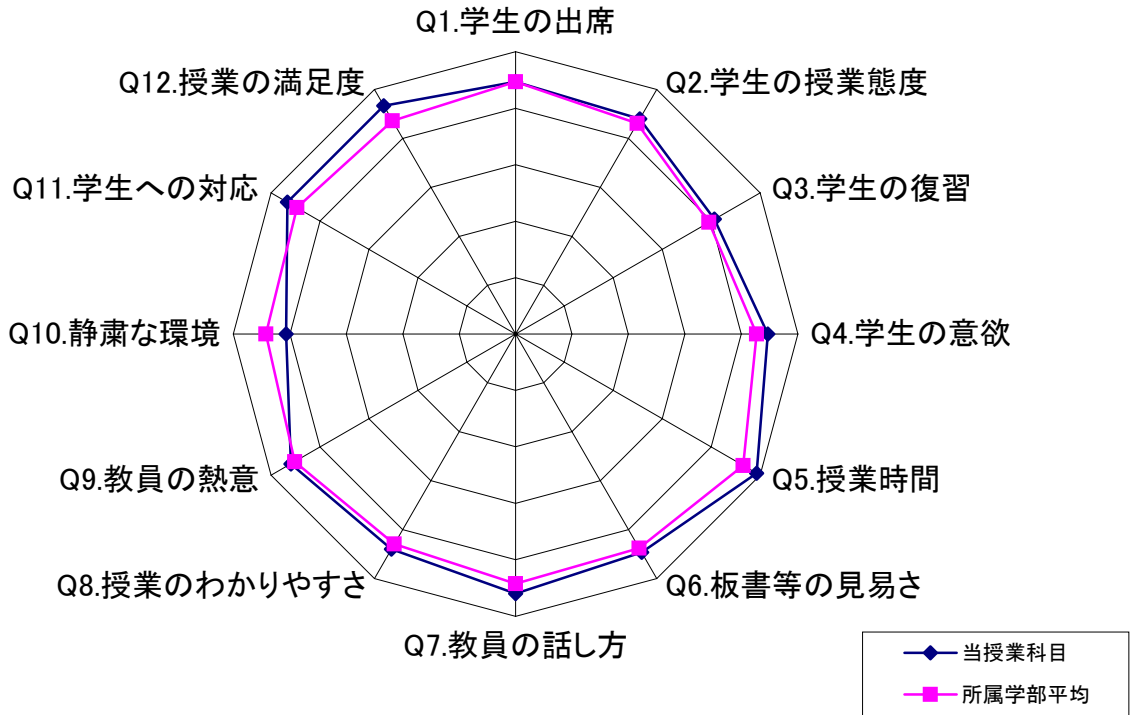 Q1.学生の出席
Q2.学生の授業態度
Q3.学生の復習
Q4.学生の意欲
Q5.授業時間
Q6.板書等の見易さ
Q7.教員の話し方
Q8.授業のわかりやすさ
Q9.教員の熱意
Q10.静粛な環境
Q11.学生への対応
Q12.授業の満足度
当授業科目
所属学部平均